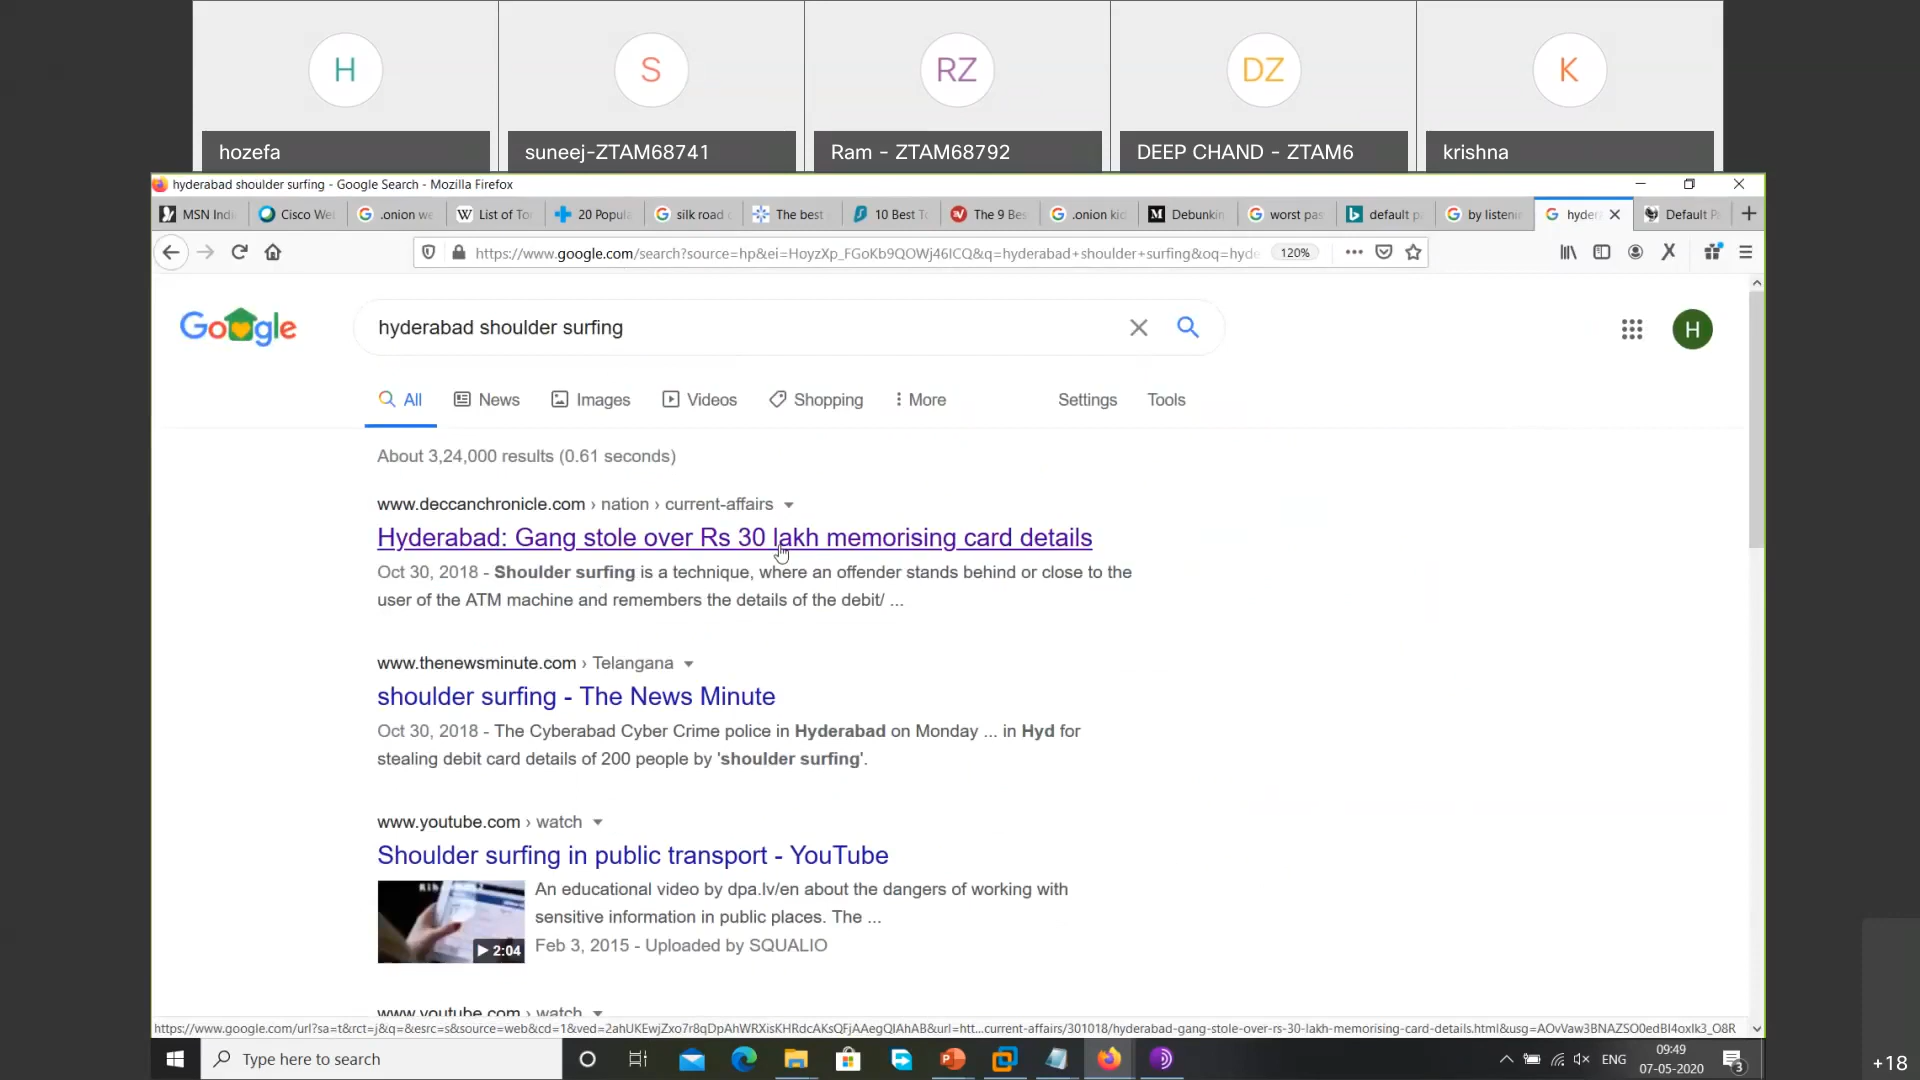 H
S
RZ
DZ
K
hozefa
suneej-ZTAM68741
Ram - ZTAM68792
DEEP CHAND - ZTAM6
krishna
hyderabad shoulder surfing - Google Search - Mozilla Firefox
MSN Indi
Cisco We
.onion we
List of To
20 Popula
silk road
The best
10 Best T
The 9 Bes
.onion ki
Debunkin
worst pas
default p
by listeni
hyder
Default P
https://www.google.com/search?source=hp&ei=HoyzXp_FGoKb9QOWj46ICQ&q=hyderabad+shoulder+surfing&oq=hyde
120%
Google
hyderabad shoulder surfing
H
All
News
Images
Videos
Shopping
More
Settings
Tools
About 3,24,000 results (0.61 seconds)
www.deccanchronicle.com › nation › current-affairs
Hyderabad: Gang stole over Rs 30 lakh memorising card details
Oct 30, 2018 - Shoulder surfing is a technique, where an offender stands behind or close to the
user of the ATM machine and remembers the details of the debit/ ...
www.thenewsminute.com › Telangana
shoulder surfing - The News Minute
Oct 30, 2018 - The Cyberabad Cyber Crime police in Hyderabad on Monday ... in Hyd for
stealing debit card details of 200 people by 'shoulder surfing'.
www.youtube.com › watch
Shoulder surfing in public transport - YouTube
An educational video by dpa.lv/en about the dangers of working with
sensitive information in public places. The ...
2:04
Feb 3, 2015 - Uploaded by SQUALIO
www.youtube.com › watch
https://www.google.com/url?sa=t&rct=j&q=&esrc=s&source=web&cd=1&ved=2ahUKEwjZxo7r8qDpAhWRXisKHRdcAKsQFjAAegQIAhAB&url=htt...current-affairs/301018/hyderabad-gang-stole-over-rs-30-lakh-memorising-card-details.html&usg=AOvVaw3BNAZSO0edBI4oxIk3_O8R
Type here to search
ENG
09:49
07-05-2020
3
+18